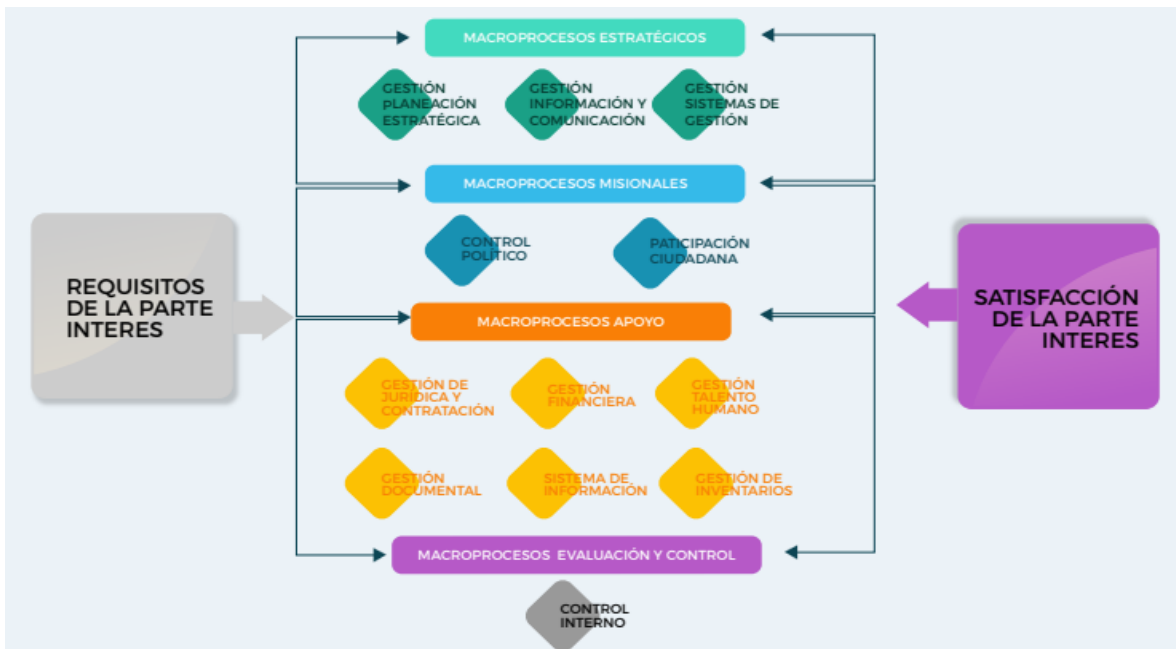 MACROPROCESOS ESTRATÉGICOS
GESTIÓN
pLANEACIÓN
ESTRATÉGICA
GESTIÓN
INFORMACIÓN Y
COMUNICACIÓN
GESTIÓN
SISTEMAS DE
GESTIÓN
MACROPROCESOS MISIONALES
CONTROL
POLÍTICO
PATICIPACIÓN
CIUDADANA
REQUISITOS
DE LA PARTE
INTERES
SATISFACCIÓN
DE LA PARTE
INTERES
MACROPROCESOS APOYO
GESTIÓN DE
JURÍDICA Y
CONTRATACIÓN
GESTIÓN
FINANCIERA
GESTIÓN
TALENTO
HUMANO
GESTIÓN
DOCUMENTAL
SISTEMA DE
INFORMACIÓN
GESTIÓN DE
INVENTARIOS
MACROPROCESOS EVALUACIÓN Y CONTROL
CONTROL
INTERNO